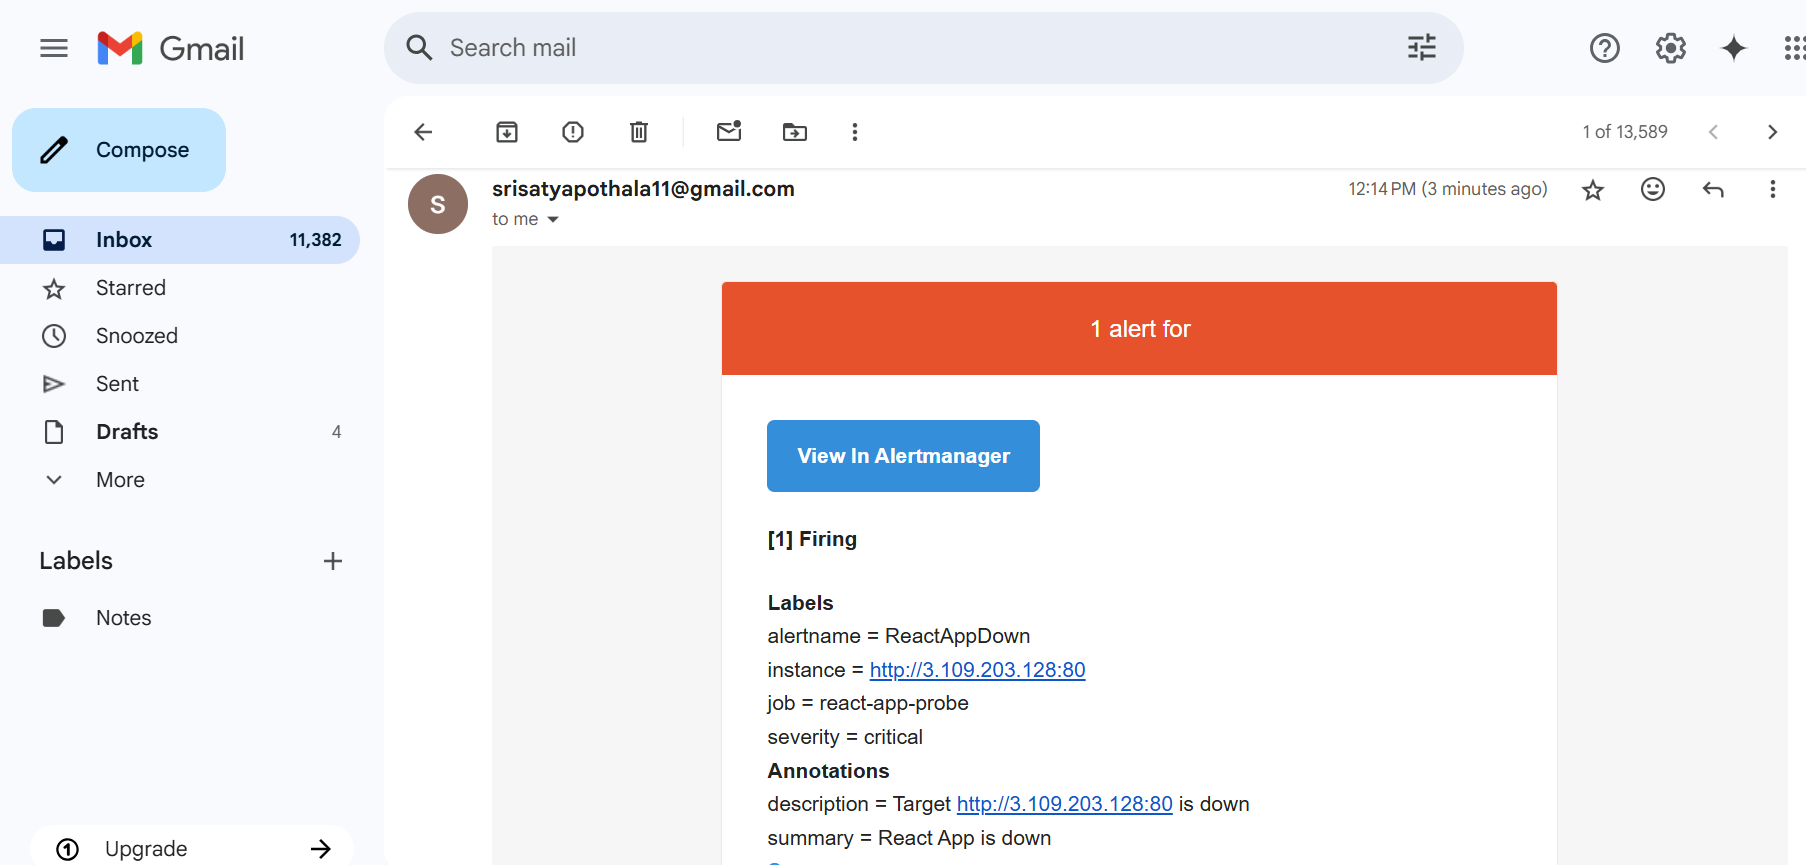 Gmail
Search mail
Compose
1 of 13,589
srisatyapothala11@gmail.com
12:14 PM (3 minutes ago)
S
to me
Inbox 11,382
Starred
Snoozed
Sent
Drafts 4
More
Labels
Notes
Upgrade
1 alert for
View In Alertmanager
[1] Firing
Labels
alertname = ReactAppDown
instance = http://3.109.203.128:80
job = react-app-probe
severity = critical
Annotations
description = Target http://3.109.203.128:80 is down
summary = React App is down